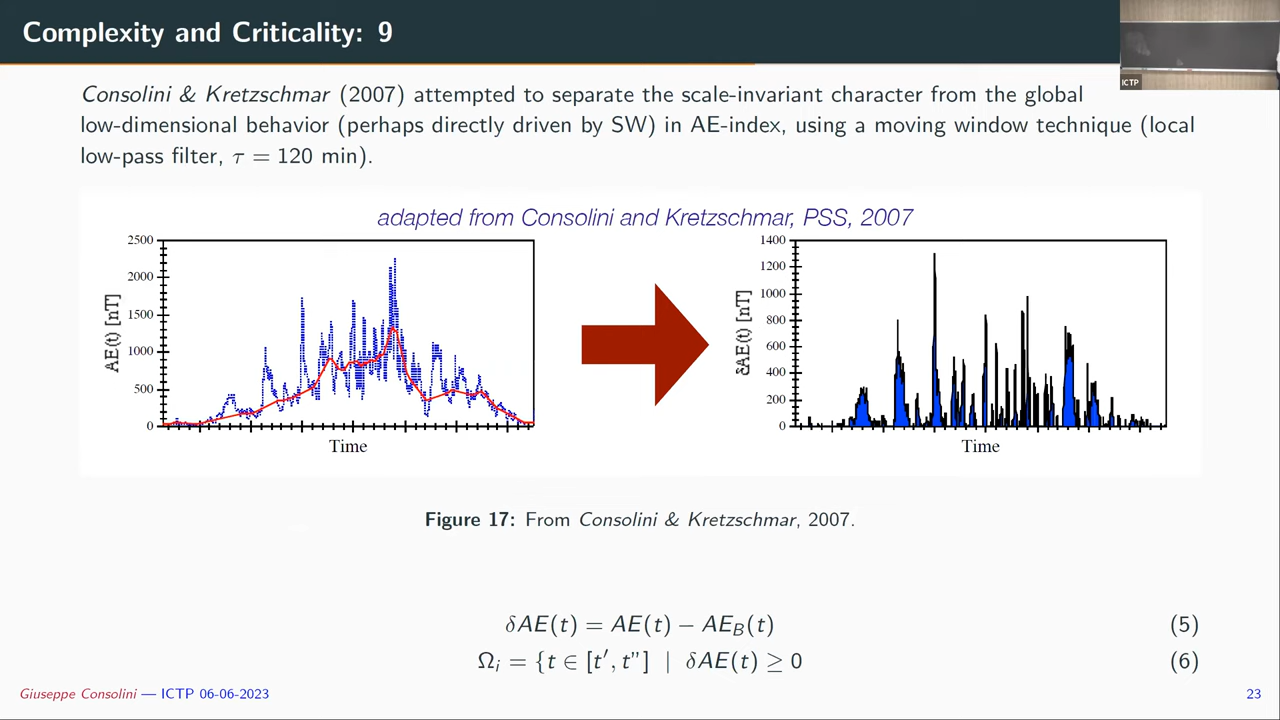 Complexity and Criticality: 9
ICTP
Consolini & Kretzschmar (2007) attempted to separate the scale-invariant character from the global
low-dimensional behavior (perhaps directly driven by SW) in AE-index, using a moving window technique (local
low-pass filter, τ = 120 min).
adapted from Consolini and Kretzschmar, PSS, 2007
2500
2000
1500
1000
500
0
AE(t) [nT]
Time
1400
1200
1000
800
600
400
200
0
δAE(t) [nT]
Time
Figure 17: From Consolini & Kretzschmar, 2007.
δAE(t) = AE(t) − AE_B(t) (5)
Ω_i = {t ∈ [t′, t”] | δAE(t) ≥ 0 (6)
Giuseppe Consolini — ICTP 06-06-2023
23